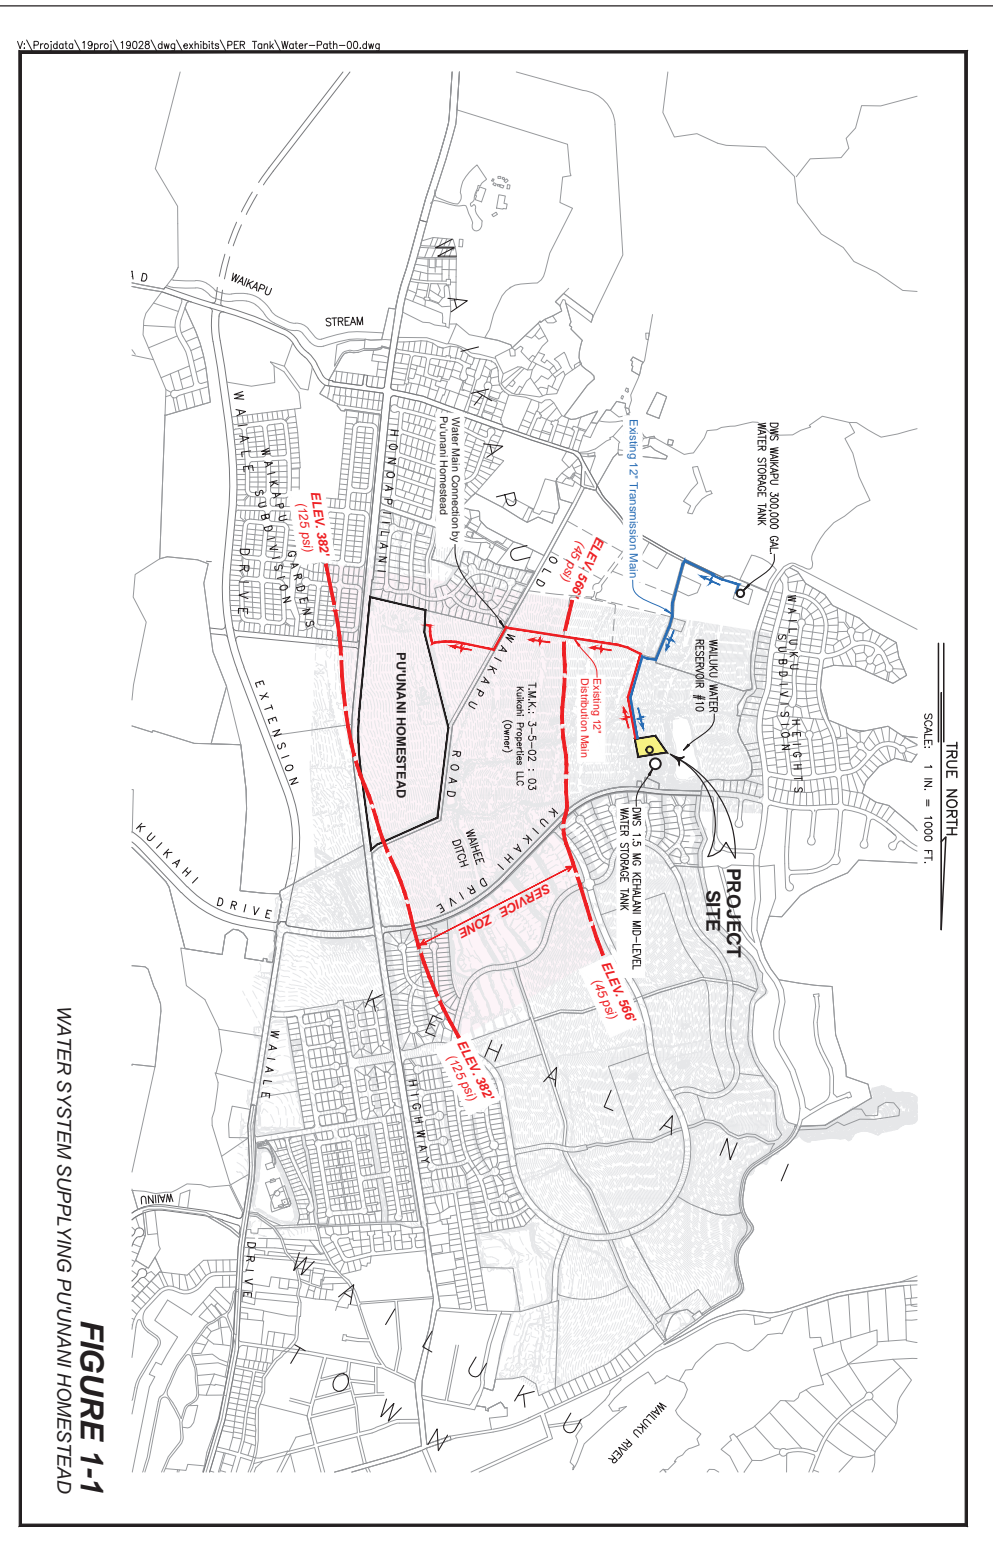 V:\Projdata\19proj\19028\dwg\exhibits\PER Tank\Water-Path-00.dwg
TRUE NORTH
SCALE: 1 IN. = 1000 FT.
DWS WAIKAPU 300,000 GAL.
WATER STORAGE TANK
WAILUKU HEIGHTS
SUBDIVISION
WAILUKU WATER
RESERVOIR #10
PROJECT
SITE
DWS 1.5 MG KEHALANI MID-LEVEL
WATER STORAGE TANK
Existing 12" Transmission Main
Existing 12"
Distribution Main
ELEV. 566'
(45 psi)
ELEV. 566'
(45 psi)
SERVICE ZONE
T.M.K.: 3-5-02 : 03
Kuikahi Properties LLC
(Owner)
Water Main Connection by
Pu'unani Homestead
WAIKAPU
OLD WAIKAPU ROAD
WAIHEE
DITCH
KUIKAHI DRIVE
PU'UNANI HOMESTEAD
HONOAPIILANI
HIGHWAY
ELEV. 382'
(125 psi)
ELEV. 382'
(125 psi)
WAIKAPU
STREAM
A D
WAIKAPU GARDENS
SUBDIVISION
WAIALE DRIVE
EXTENSION
KUIKAHI
DRIVE
KEHALANI
WAIALE
DRIVE
WAIINU
WAILUKU
TOWN
WAILUKU RIVER
FIGURE 1-1
WATER SYSTEM SUPPLYING PU'UNANI HOMESTEAD